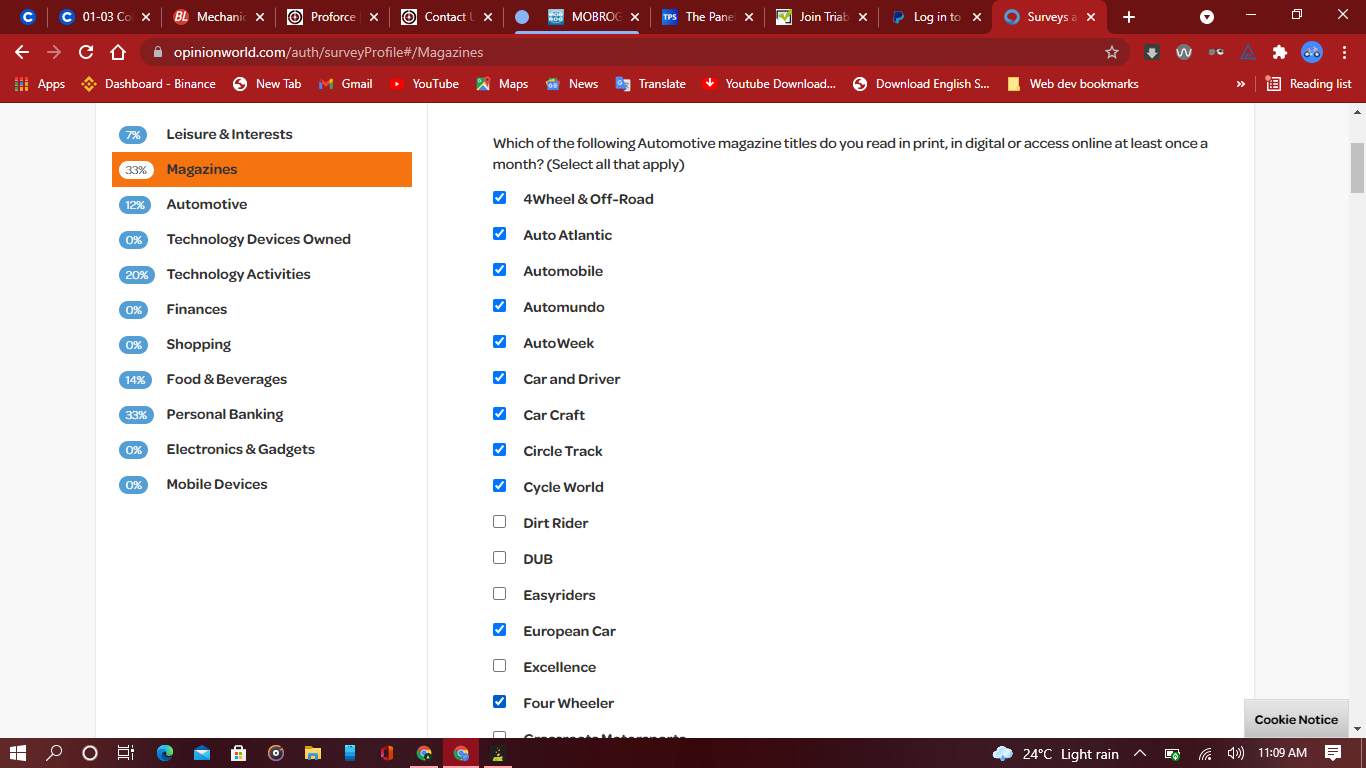 01-03 Co
Mechanic
Proforce
Contact U
MOBROG
TPS
The Pane
Join Triab
Log in to
Surveys a
opinionworld.com/auth/surveyProfile#/Magazines
Apps
Dashboard - Binance
New Tab
Gmail
YouTube
Maps
News
Translate
Youtube Download...
Download English S...
Web dev bookmarks
»
Reading list
7% Leisure & Interests
33% Magazines
12% Automotive
0% Technology Devices Owned
20% Technology Activities
0% Finances
0% Shopping
14% Food & Beverages
33% Personal Banking
0% Electronics & Gadgets
0% Mobile Devices
Which of the following Automotive magazine titles do you read in print, in digital or access online at least once a
month? (Select all that apply)
4Wheel & Off-Road
Auto Atlantic
Automobile
Automundo
AutoWeek
Car and Driver
Car Craft
Circle Track
Cycle World
Dirt Rider
DUB
Easyriders
European Car
Excellence
Four Wheeler
Grassroots Motorsports
Cookie Notice
24°C Light rain
11:09 AM